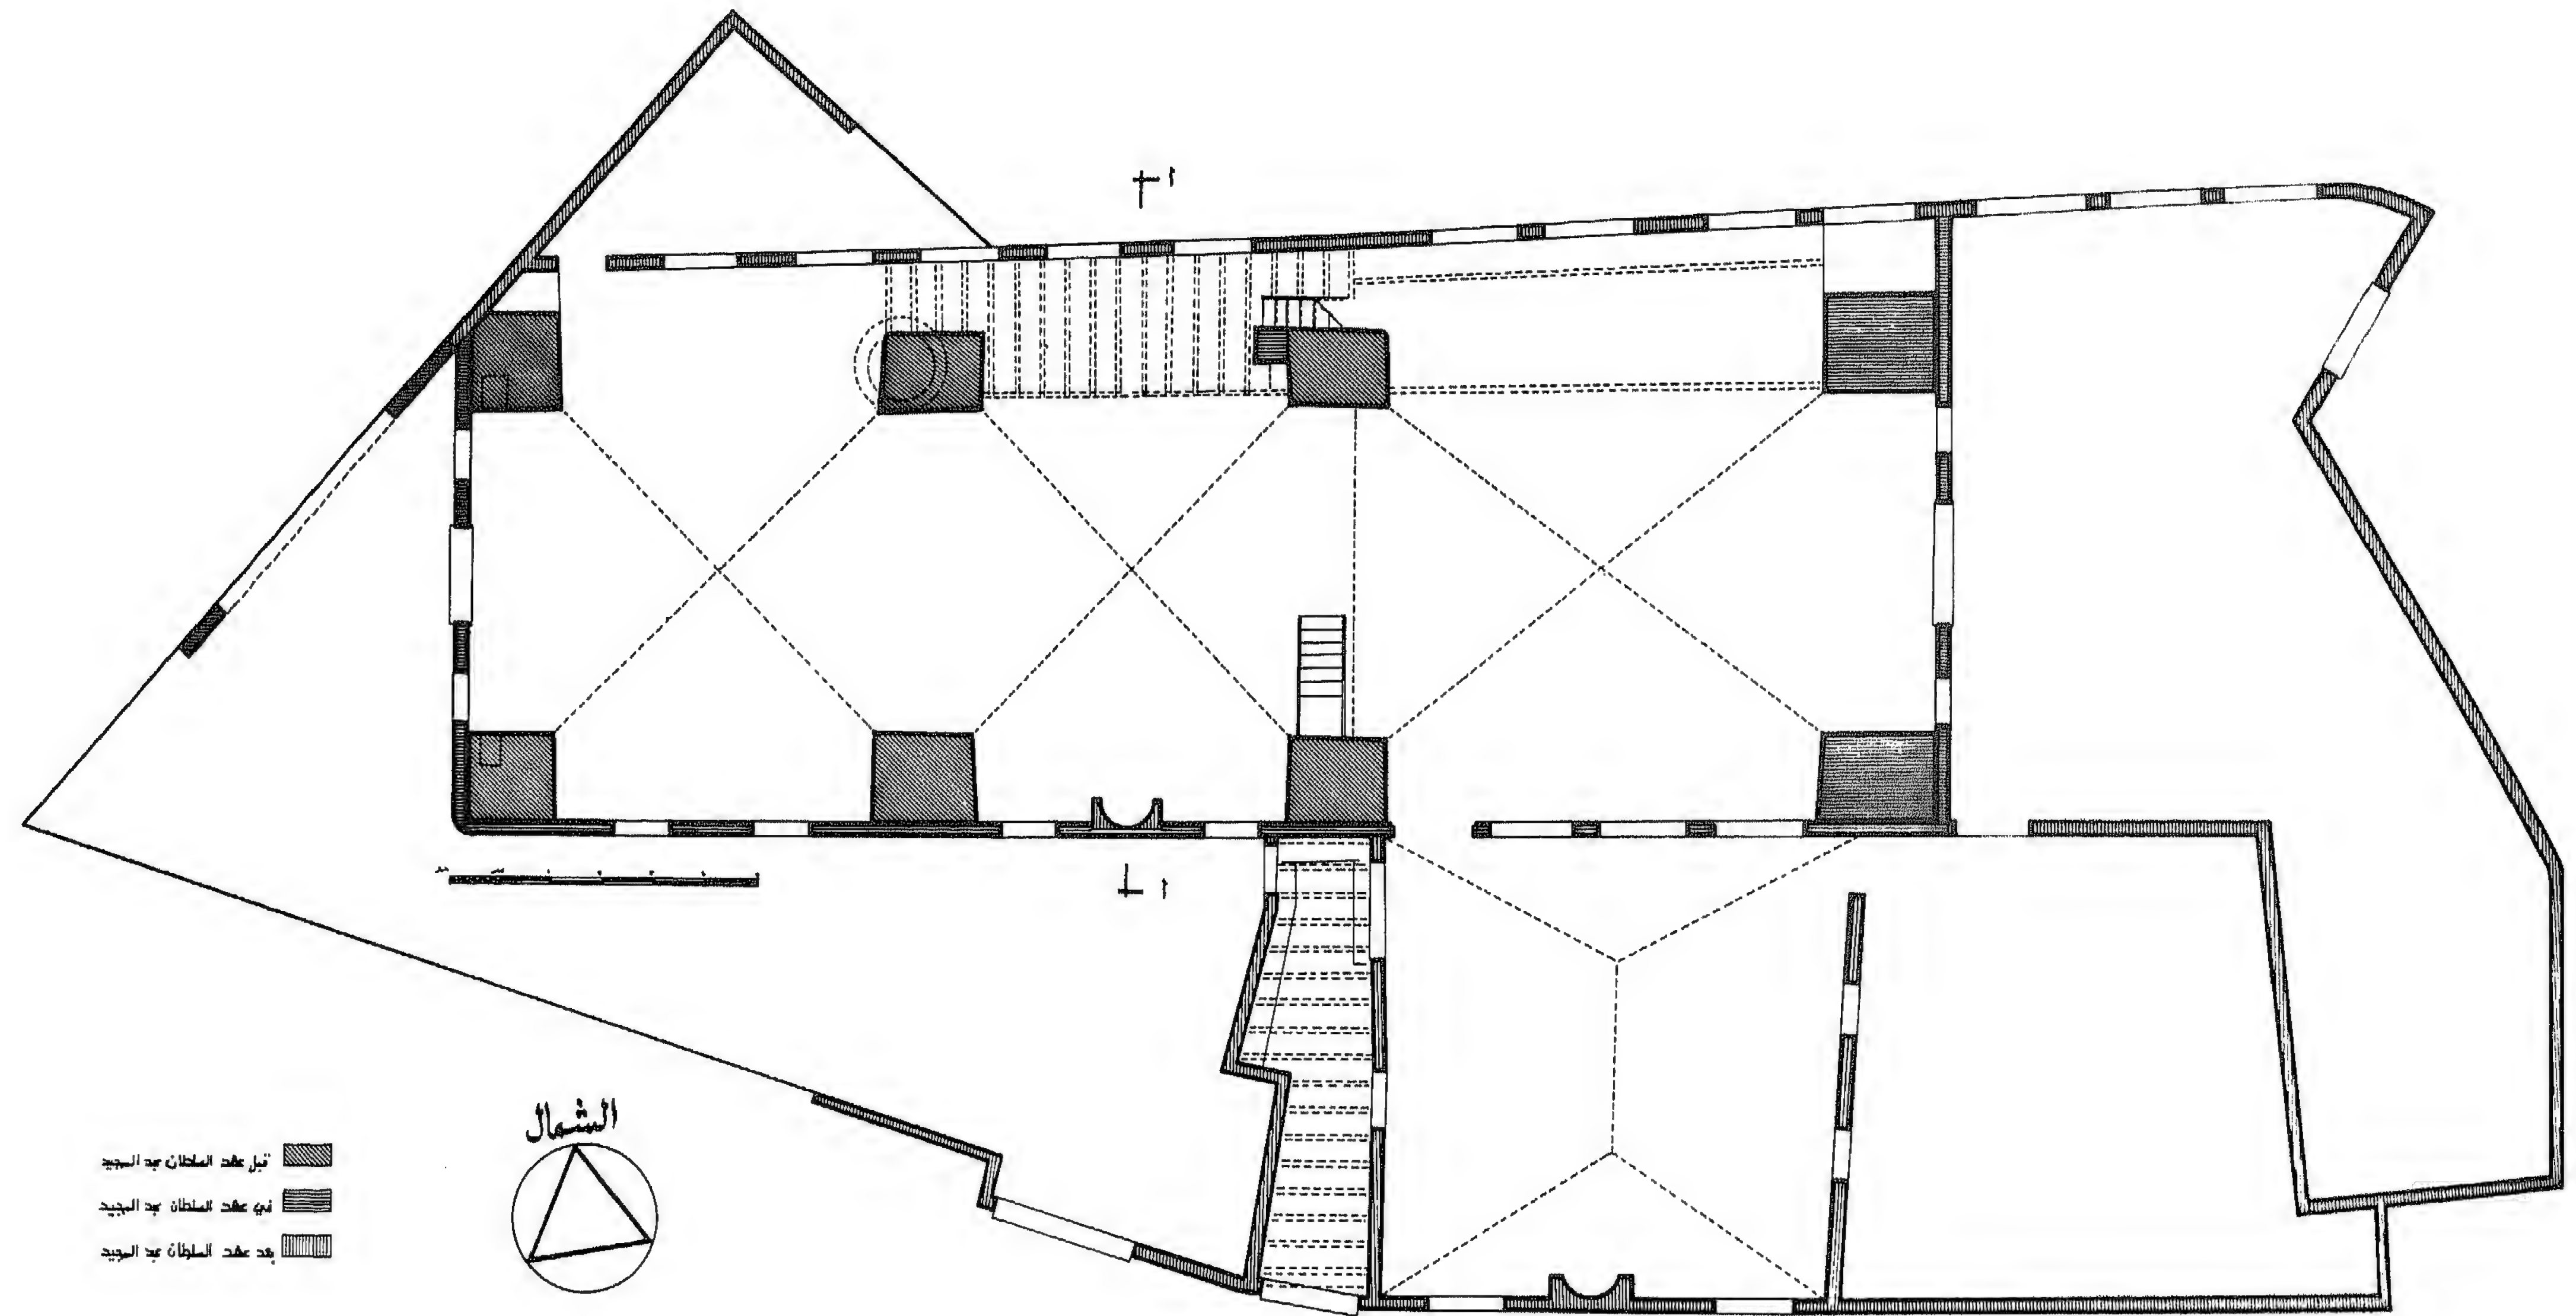 ا
ا
الشمال
قبل عهد السلطان عبد المجيد
في عهد السلطان عبد المجيد
بعد عهد السلطان عبد المجيد